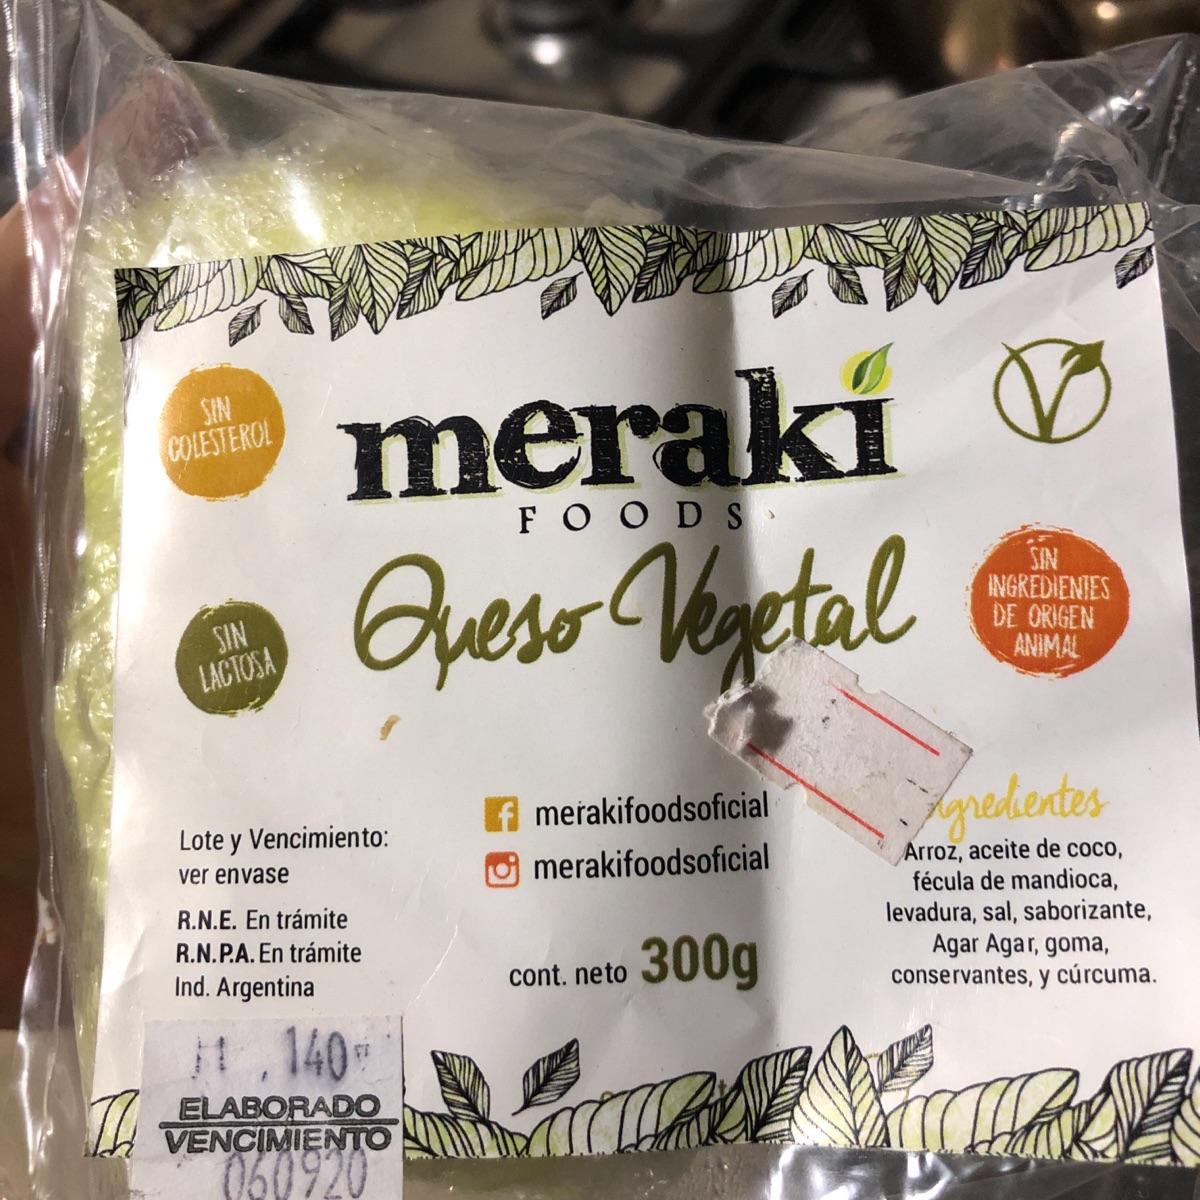 SIN
COLESTEROL
meraki
FOODS
Queso Vegetal
SIN
LACTOSA
SIN
INGREDIENTES
DE ORIGEN
ANIMAL
merakifoodsoficial
merakifoodsoficial
cont. neto 300g
Lote y Vencimiento:
ver envase
R.N.E. En trámite
R.N.P.A. En trámite
Ind. Argentina
ngredientes
Arroz, aceite de coco,
fécula de mandioca,
levadura, sal, saborizante,
Agar Agar, goma,
conservantes, y cúrcuma.
140
ELABORADO
VENCIMIENTO
060920